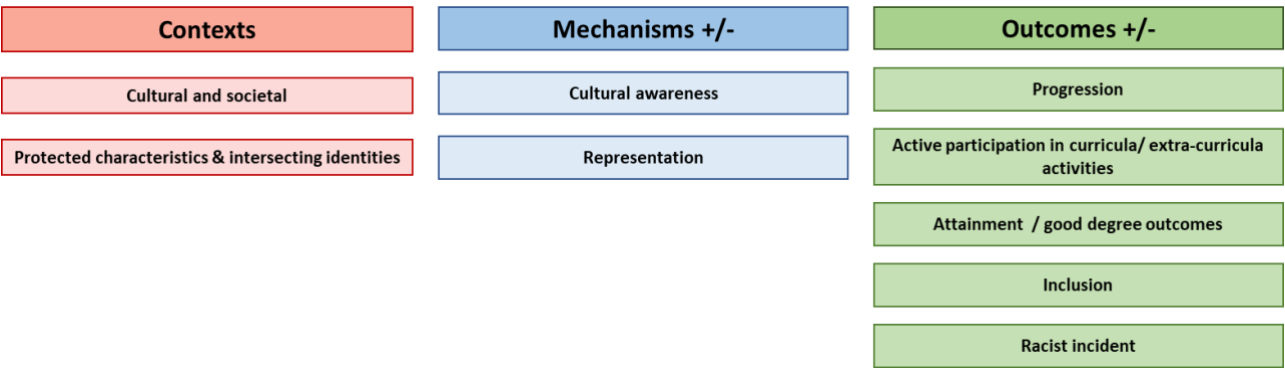 Contexts
Cultural and societal
Protected characteristics & intersecting identities
Mechanisms +/-
Cultural awareness
Representation
Outcomes +/-
Progression
Active participation in curricula/ extra-curricula
activities
Attainment / good degree outcomes
Inclusion
Racist incident